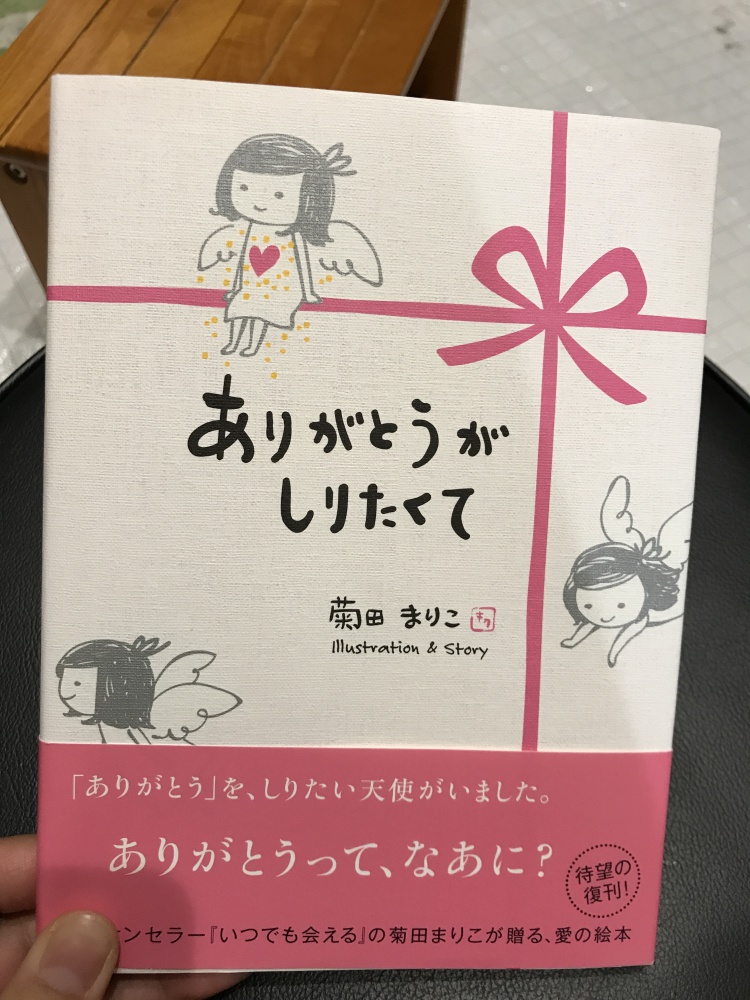 ありがとうが
しりたくて
菊田 まりこ
Illustration & Story
「ありがとう」を、しりたい天使がいました。
ありがとうって、なあに?
待望の
復刊!
ンセラー『いつでも会える』の菊田まりこが贈る、愛の絵本